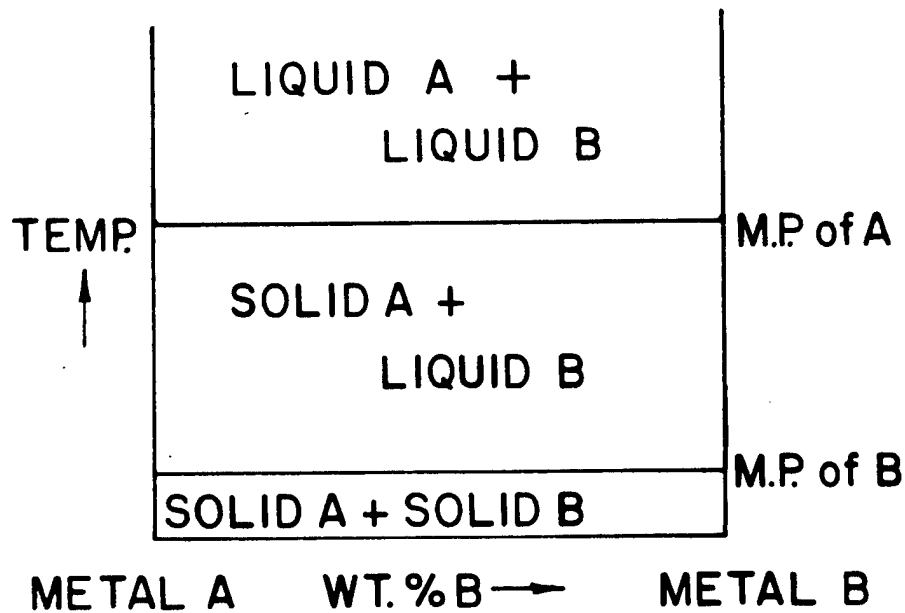 LIQUID A +
LIQUID B
TEMP.
M.P. of A
SOLID A +
LIQUID B
M.P. of B
SOLID A + SOLID B
METAL A WT. % B → METAL B